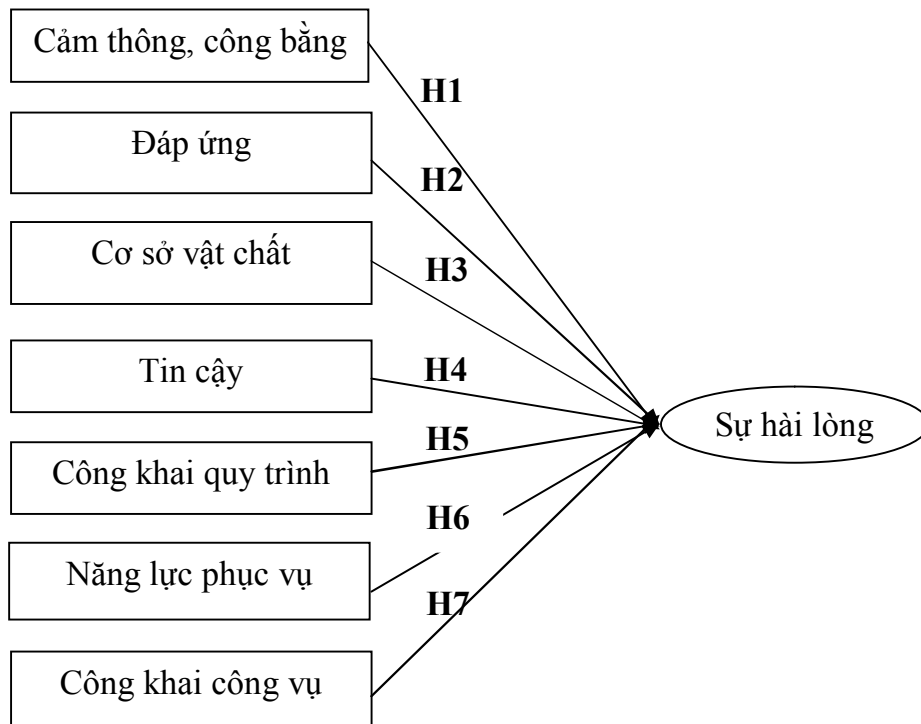 Cảm thông, công bằng
H1
Đáp ứng
H2
Cơ sở vật chất
H3
Tin cậy
H4
Sự hài lòng
Công khai quy trình
H5
Năng lực phục vụ
H6
Công khai công vụ
H7